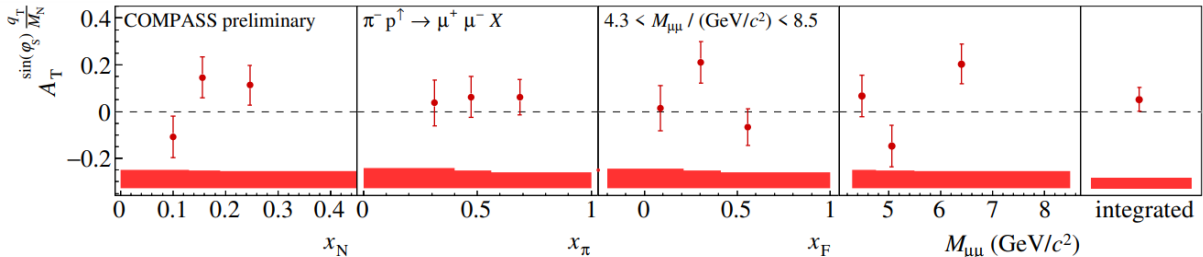 A_T^{sin(φ_S) q_T/M_N}
COMPASS preliminary
π⁻ p^↑ → μ⁺ μ⁻ X
4.3 < M_μμ / (GeV/c²) < 8.5
0.4
0.2
0
−0.2
0 0.1 0.2 0.3 0.4
0 0.5 1
0 0.5 1
5 6 7 8
integrated
x_N
x_π
x_F
M_μμ (GeV/c²)